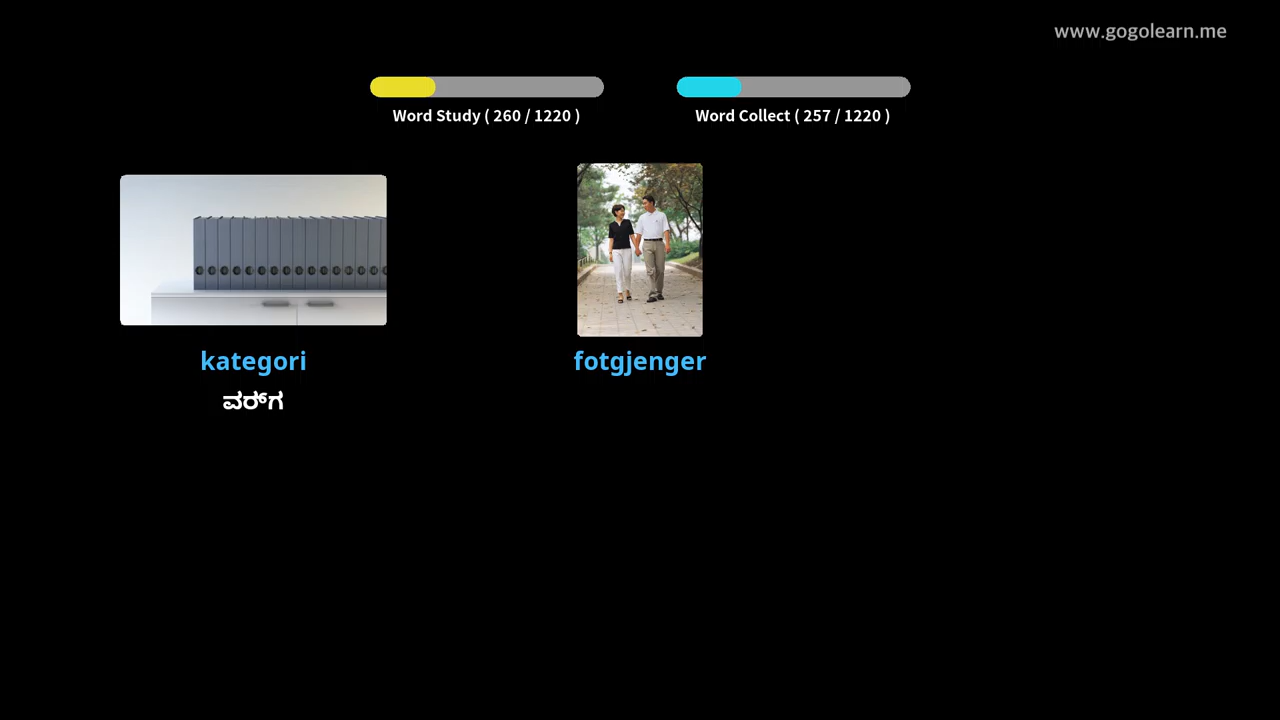 www.gogolearn.me
Word Study ( 260 / 1220 )
Word Collect ( 257 / 1220 )
kategori
fotgjenger
ವರ್‍ಗ